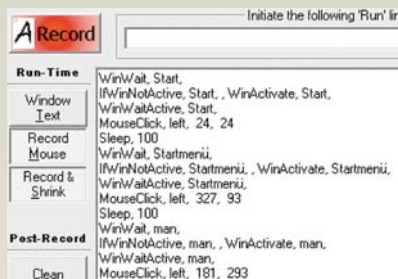 Initiate the following 'Run'
A Record
Run-Time
Window
Text
Record
Mouse
Record &
Shrink
Post-Record
Clean
WinWait, Start,
IfWinNotActive, Start, , WinActivate, Start,
WinWaitActive, Start,
MouseClick, left, 24, 24
Sleep, 100
WinWait, Startmenü,
IfWinNotActive, Startmenü, , WinActivate, Startmenü,
WinWaitActive, Startmenü,
MouseClick, left, 327, 93
Sleep, 100
WinWait, man,
IfWinNotActive, man, , WinActivate, man,
WinWaitActive, man,
MouseClick, left, 181, 293